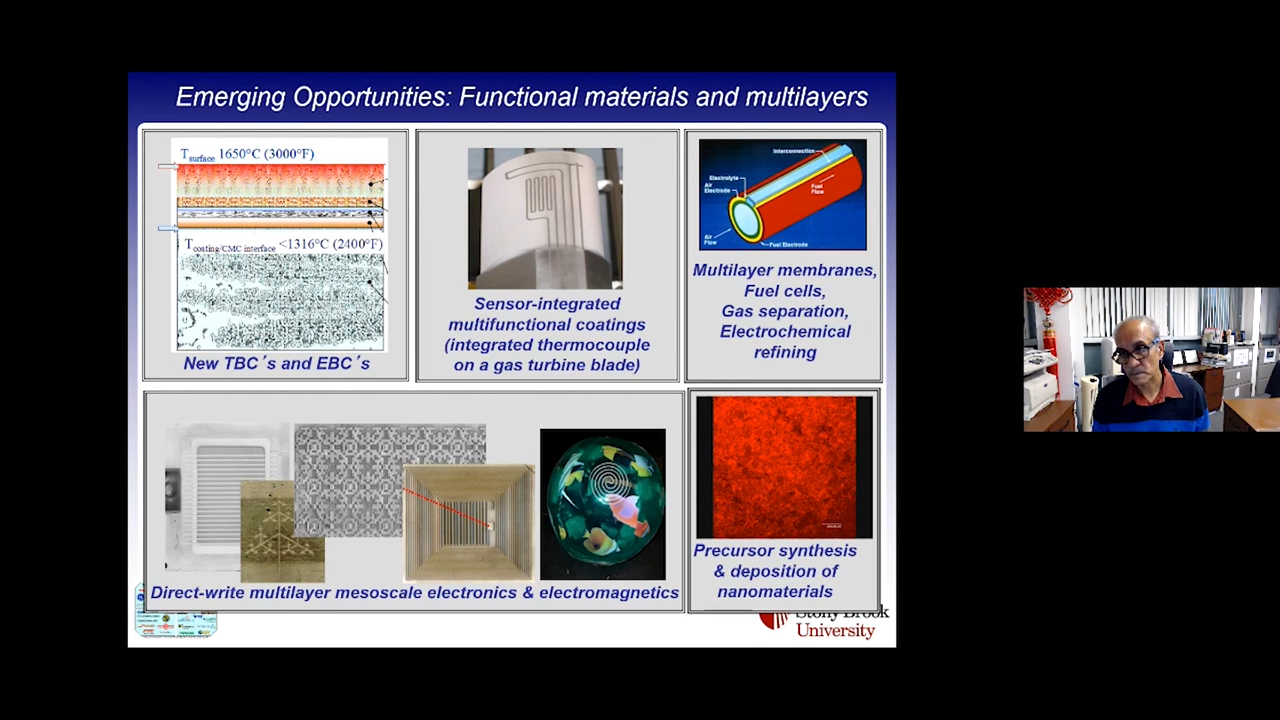 Emerging Opportunities: Functional materials and multilayers
Tsurface 1650°C (3000°F)
Tcoating/CMC interface <1316°C (2400°F)
New TBC´s and EBC´s
Sensor-integrated
multifunctional coatings
(integrated thermocouple
on a gas turbine blade)
Interconnection
Electrolyte
Air
Electrode
Fuel
Flow
Air
Flow
Fuel Electrode
Multilayer membranes,
Fuel cells,
Gas separation,
Electrochemical
refining
Direct-write multilayer mesoscale electronics & electromagnetics
Precursor synthesis
& deposition of
nanomaterials
Stony Brook
University